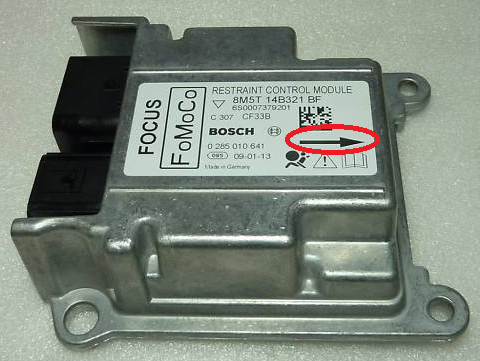 FOCUS
FoMoCo
RESTRAINT CONTROL MODULE
8M5T 14B321 BF
6S0007379201
C 307 CF33B
BOSCH
0 285 010 641
085 09-01-13
Made in Germany